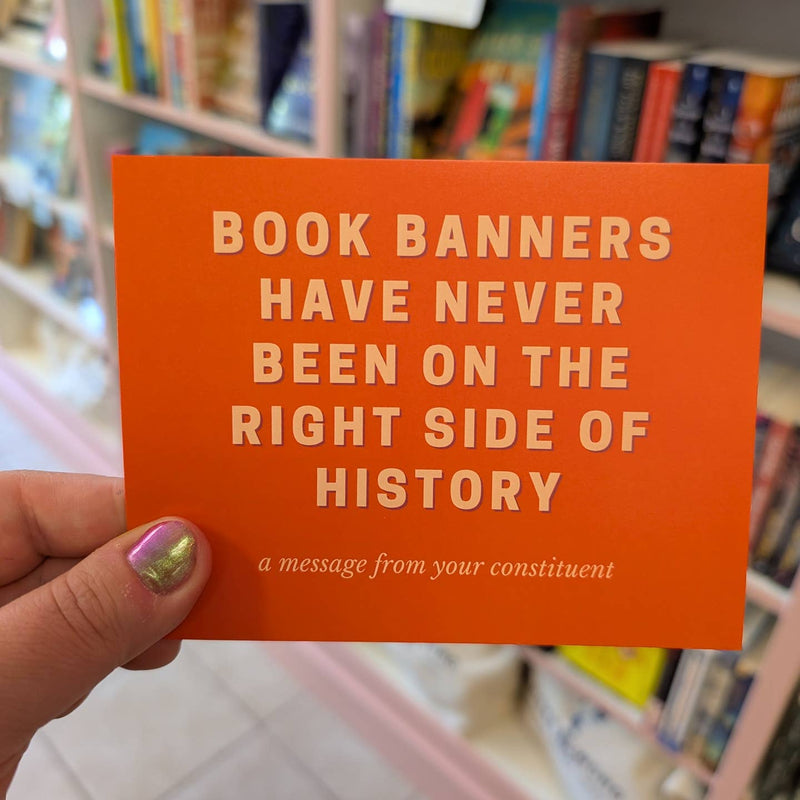 BOOK BANNERS
HAVE NEVER
BEEN ON THE
RIGHT SIDE OF
HISTORY
a message from your constituent